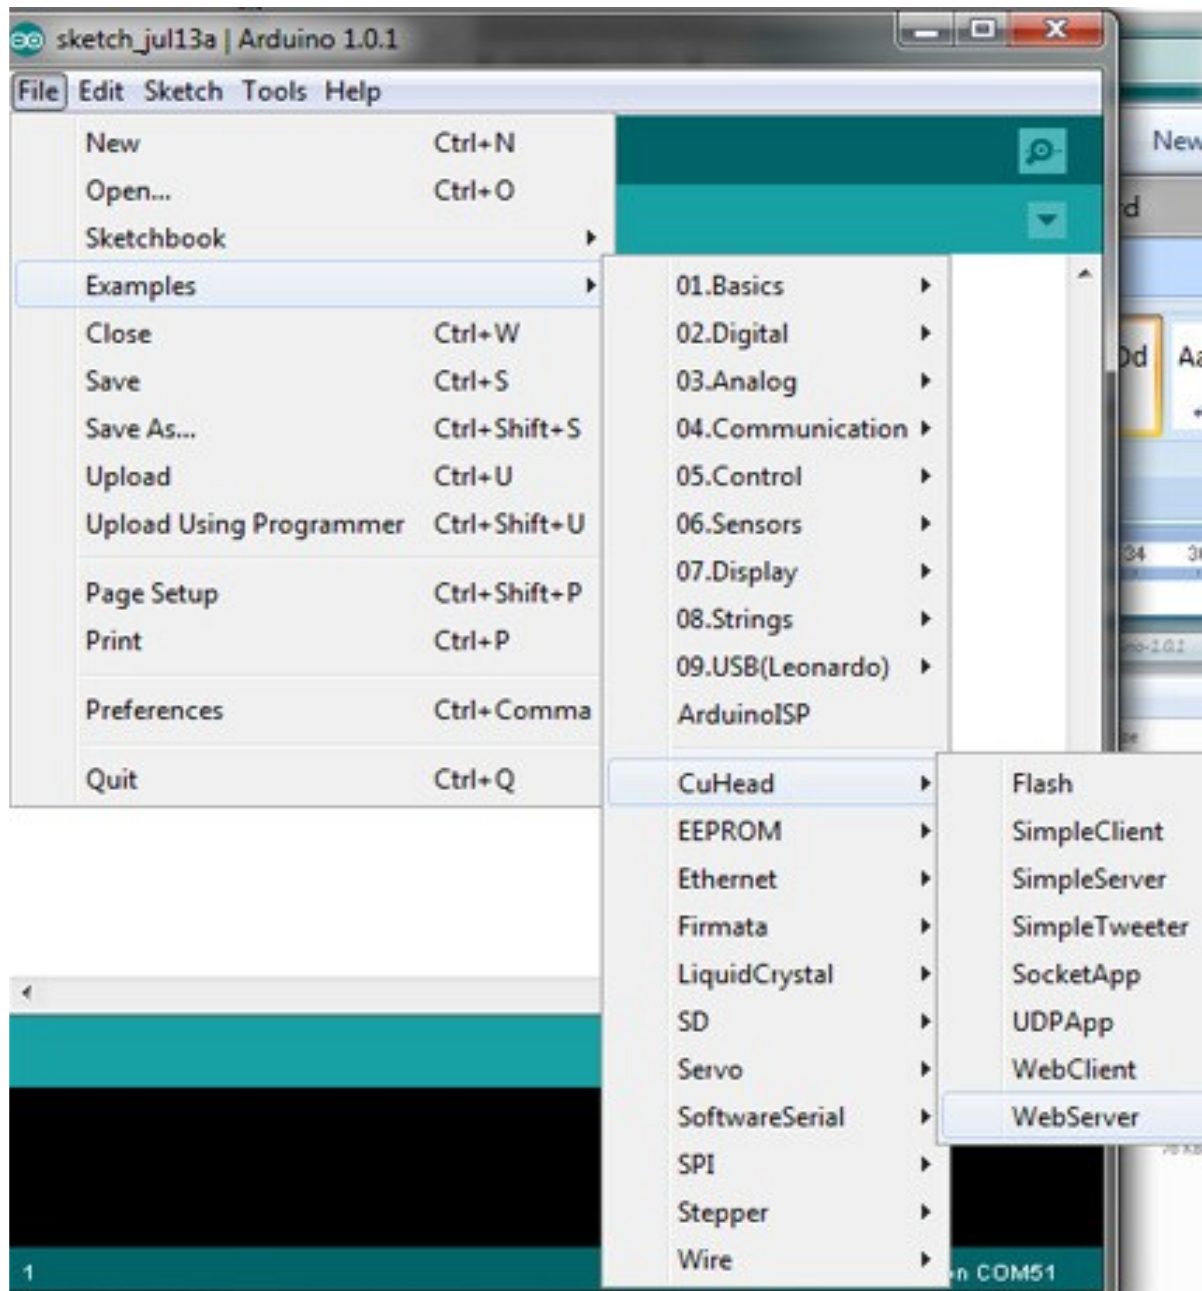 sketch_jul13a | Arduino 1.0.1
File Edit Sketch Tools Help
New Ctrl+N
Open... Ctrl+O
Sketchbook
Examples
Close Ctrl+W
Save Ctrl+S
Save As... Ctrl+Shift+S
Upload Ctrl+U
Upload Using Programmer Ctrl+Shift+U
Page Setup Ctrl+Shift+P
Print Ctrl+P
Preferences Ctrl+Comma
Quit Ctrl+Q
01.Basics
02.Digital
03.Analog
04.Communication
05.Control
06.Sensors
07.Display
08.Strings
09.USB(Leonardo)
ArduinoISP
CuHead
EEPROM
Ethernet
Firmata
LiquidCrystal
SD
Servo
SoftwareSerial
SPI
Stepper
Wire
Flash
SimpleClient
SimpleServer
SimpleTweeter
SocketApp
UDPApp
WebClient
WebServer
New
rd
Dd Aa
34
1
n COM51